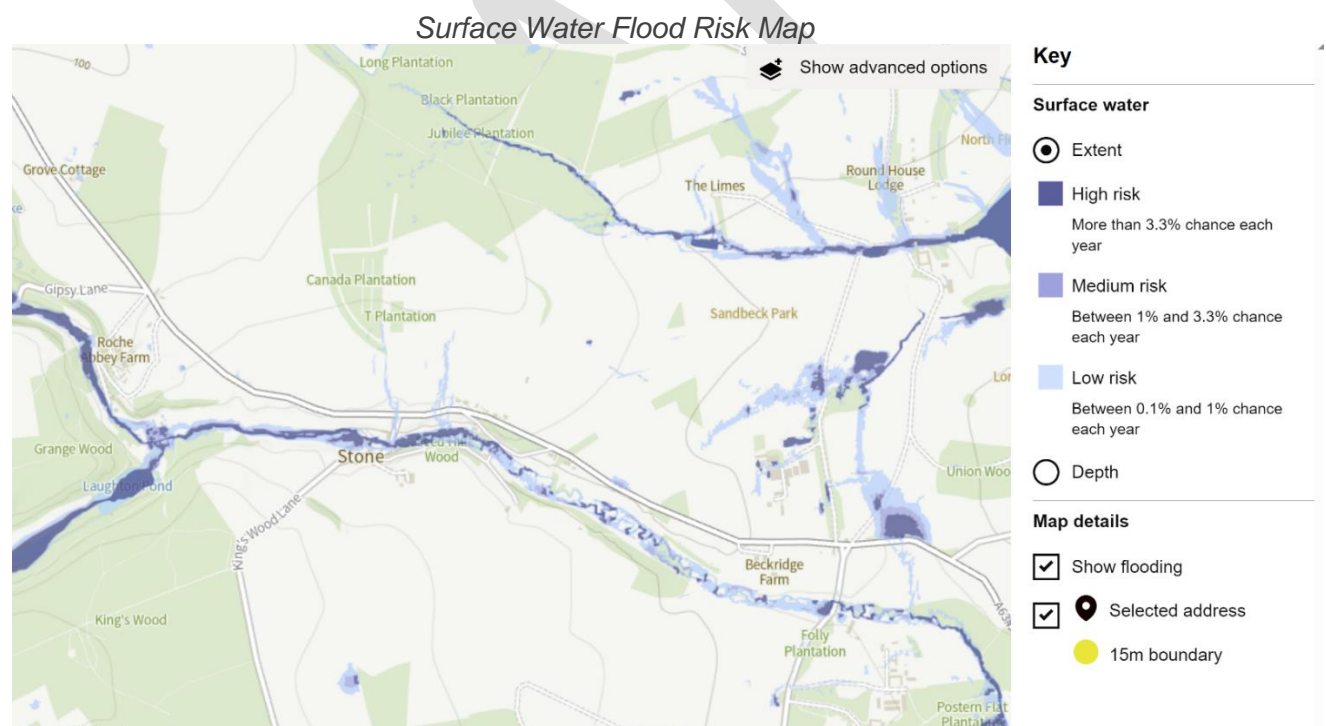 Surface Water Flood Risk Map
100
Long Plantation
Show advanced options
Black Plantation
Jubilee Plantation
North
Grove Cottage
Round House
Lodge
The Limes
Canada Plantation
Gipsy Lane
T Plantation
Sandbeck Park
Roche
Abbey Farm
Grange Wood
Stone
Wood
Union Woo
Laughton Pond
King's Wood Lane
Beckridge
Farm
King's Wood
Folly
Plantation
Postern Flat
Plantation
Key
Surface water
Extent
High risk
More than 3.3% chance each
year
Medium risk
Between 1% and 3.3% chance
each year
Low risk
Between 0.1% and 1% chance
each year
Depth
Map details
Show flooding
Selected address
15m boundary